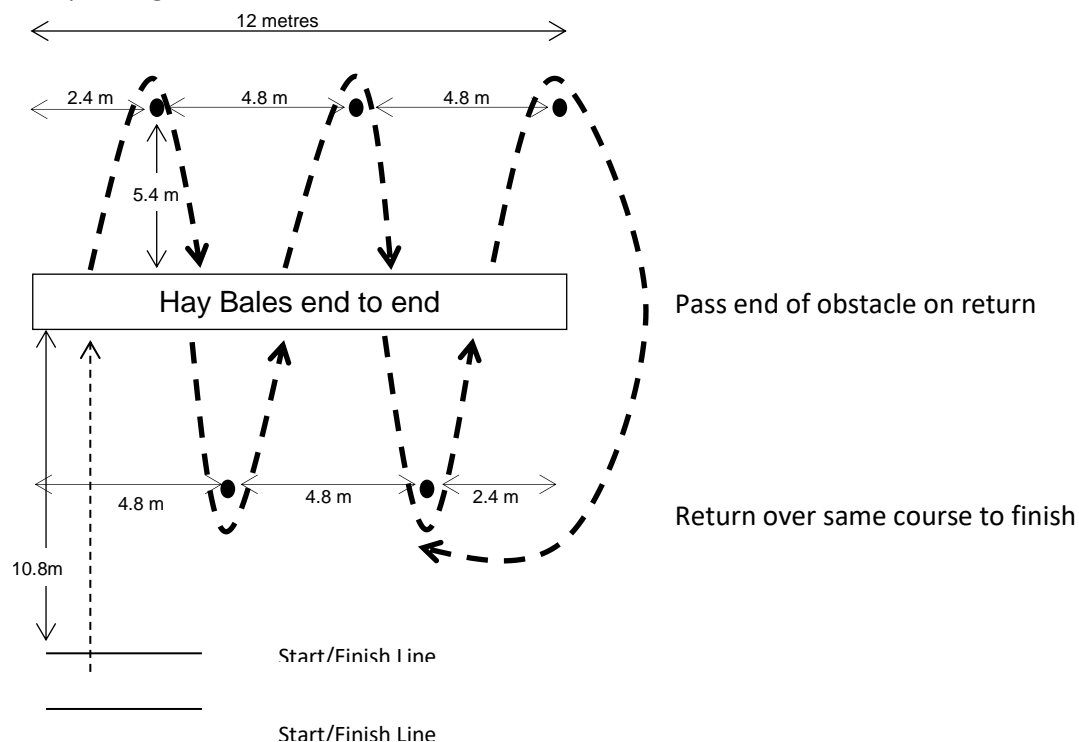 12 metres
2.4 m
4.8 m
4.8 m
5.4 m
Hay Bales end to end
Pass end of obstacle on return
4.8 m
4.8 m
2.4 m
Return over same course to finish
10.8m
Start/Finish Line
Start/Finish Line